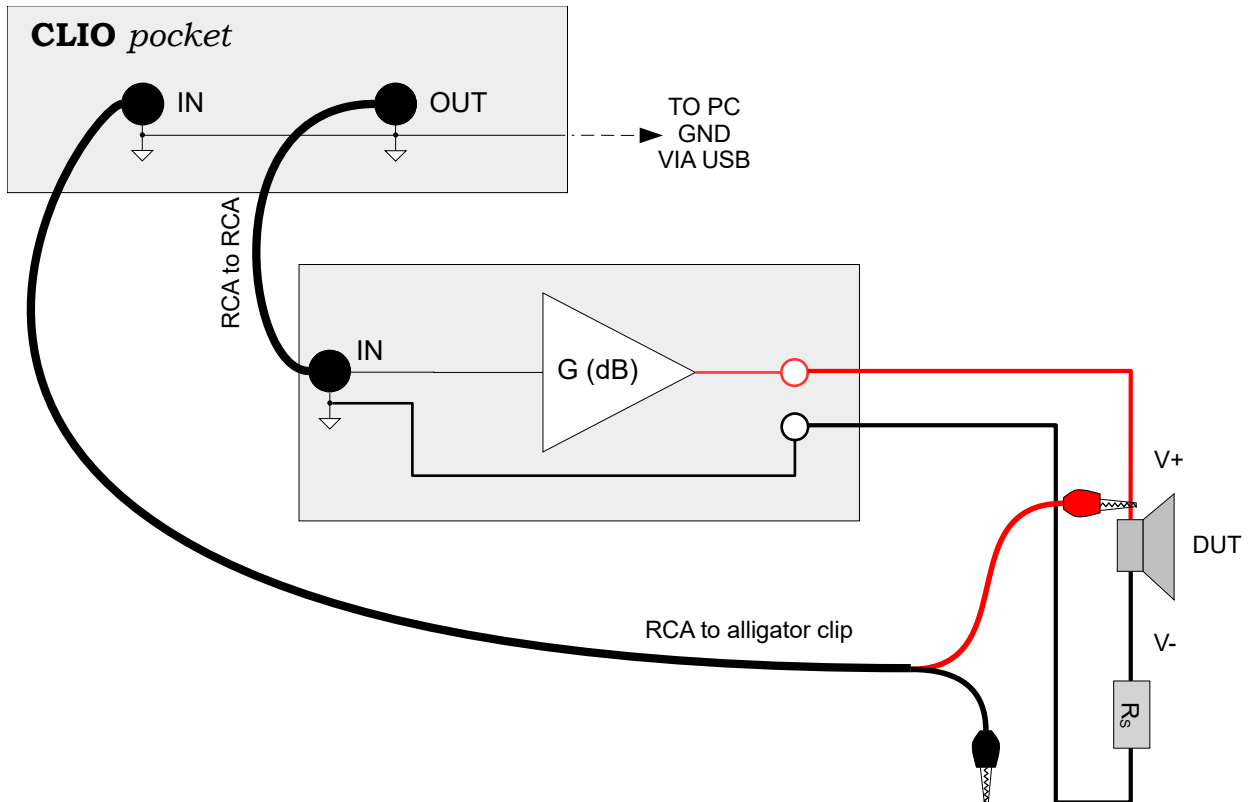 CLIO pocket
IN
OUT
TO PC
GND
VIA USB
RCA to RCA
IN
G (dB)
V+
DUT
RCA to alligator clip
V-
RS